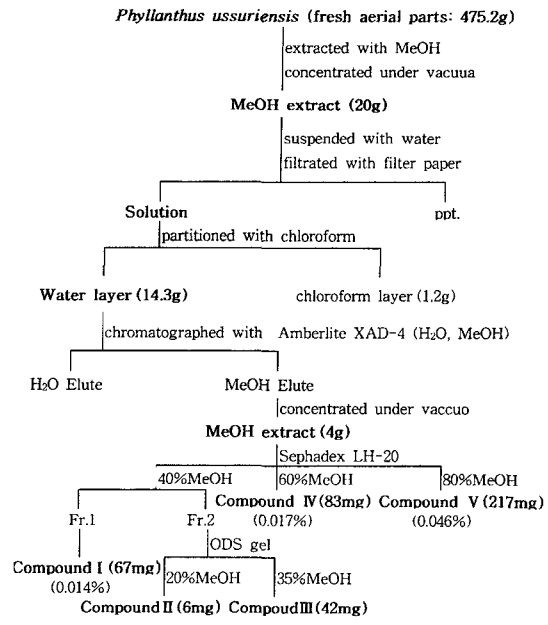 Phyllanthus ussuriensis (fresh aerial parts: 475.2g)
extracted with MeOH
concentrated under vacuua
MeOH extract (20g)
suspended with water
filtrated with filter paper
Solution
ppt.
partitioned with chloroform
Water layer (14.3g)
chloroform layer (1.2g)
chromatographed with Amberlite XAD-4 (H₂O, MeOH)
H₂O Elute
MeOH Elute
concentrated under vaccuo
MeOH extract (4g)
Sephadex LH-20
40%MeOH
60%MeOH
80%MeOH
Fr.1
Fr.2
Compound Ⅳ (83mg)
Compound Ⅴ (217mg)
(0.017%)
(0.046%)
ODS gel
Compound Ⅰ (67mg)
(0.014%)
20%MeOH
35%MeOH
Compound Ⅱ (6mg)
CompoudⅢ (42mg)